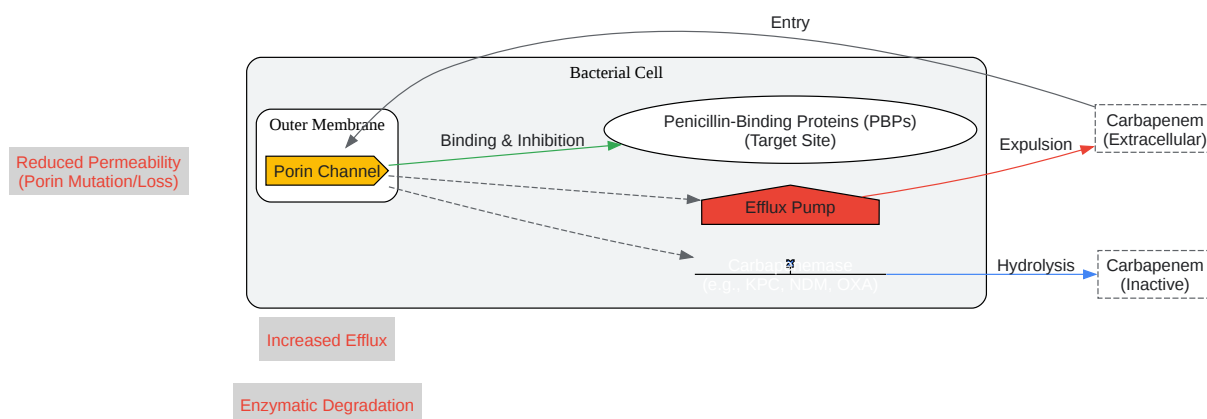 Entry
Bacterial Cell
Outer Membrane
Porin Channel
Binding & Inhibition
Penicillin-Binding Proteins (PBPs)
(Target Site)
Expulsion
Carbapenem
(Extracellular)
Reduced Permeability
(Porin Mutation/Loss)
Efflux Pump
Carbapenemase
(e.g., KPC, NDM, OXA)
Hydrolysis
Carbapenem
(Inactive)
Increased Efflux
Enzymatic Degradation